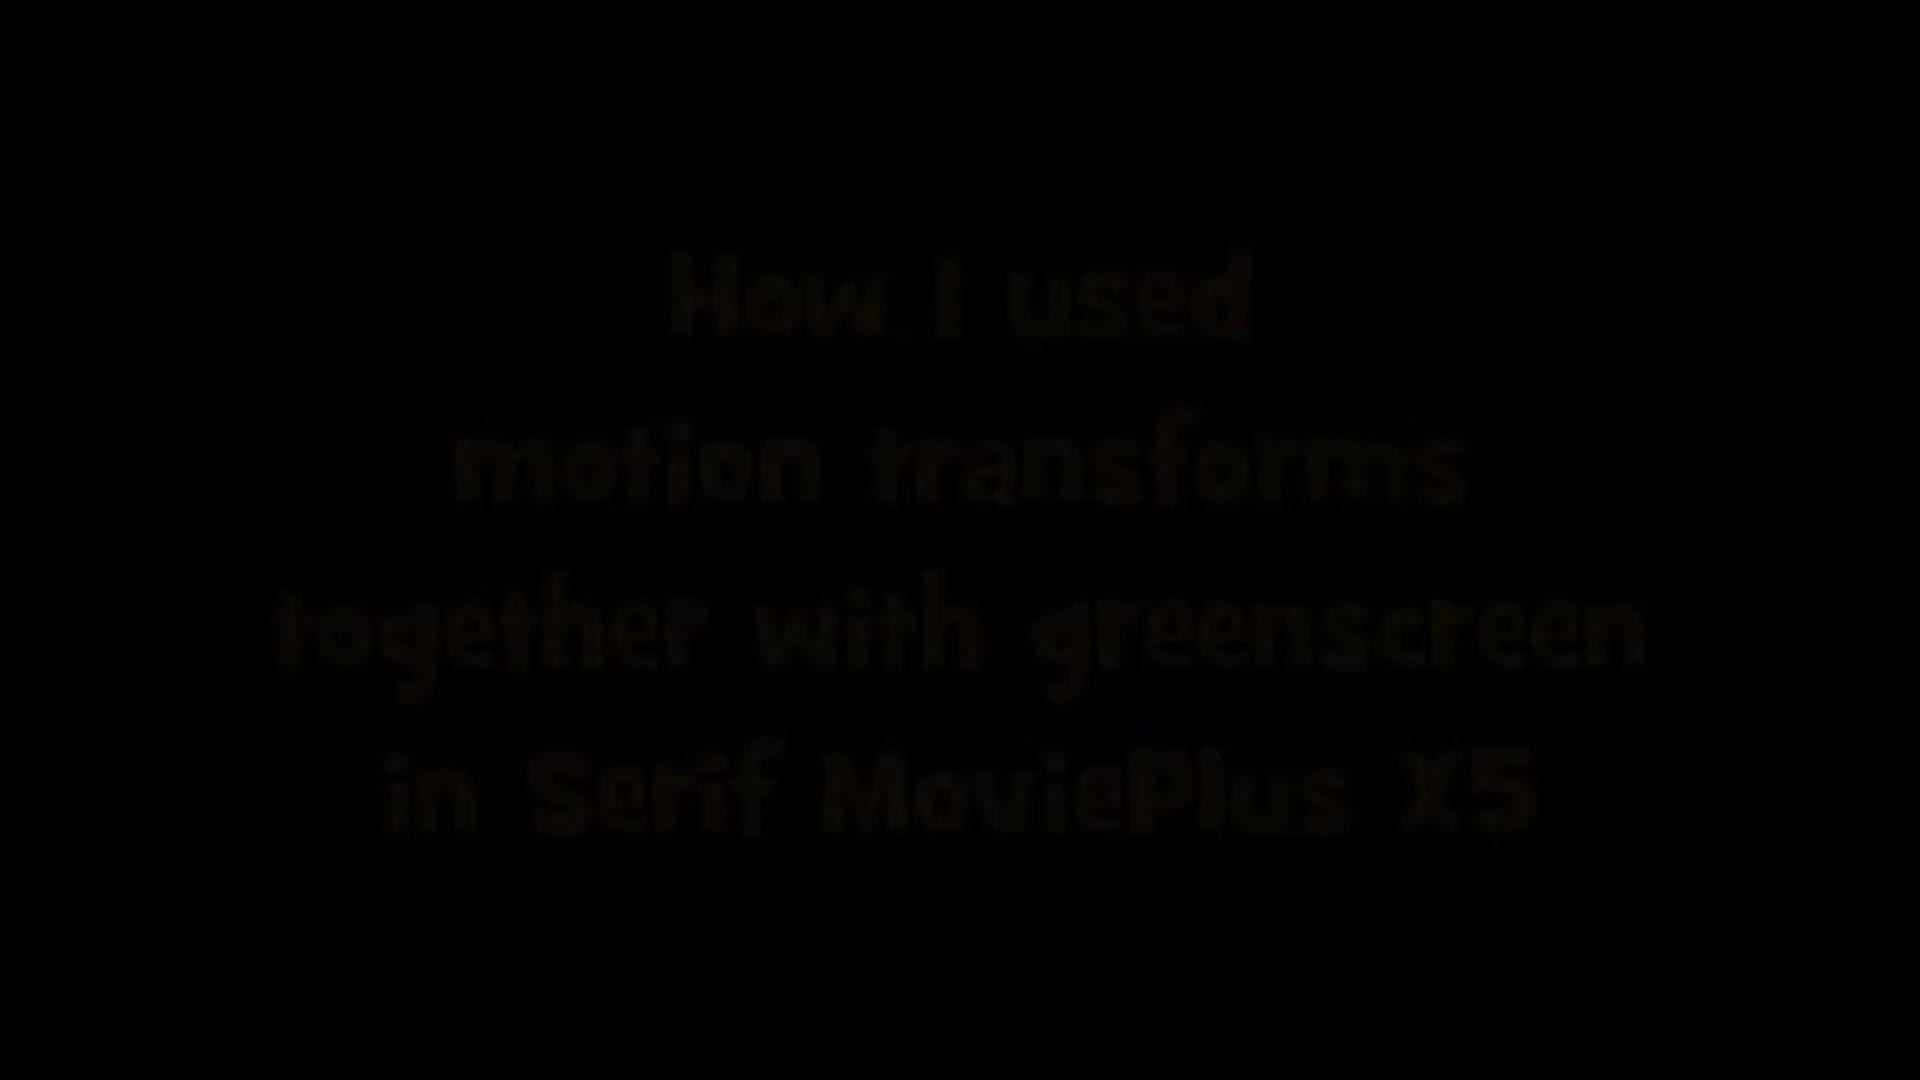 How I used
motion transforms
together with greenscreen
in Serif MoviePlus X5